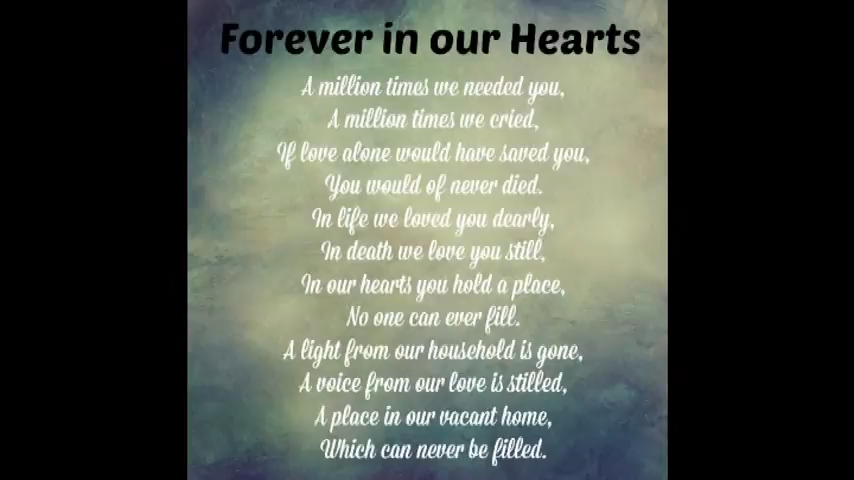 Forever in our Hearts
A million times we needed you,
A million times we cried,
If love alone would have saved you,
You would of never died.
In life we loved you dearly,
In death we love you still,
In our hearts you hold a place,
No one can ever fill.
A light from our household is gone,
A voice from our love is stilled,
A place in our vacant home,
Which can never be filled.